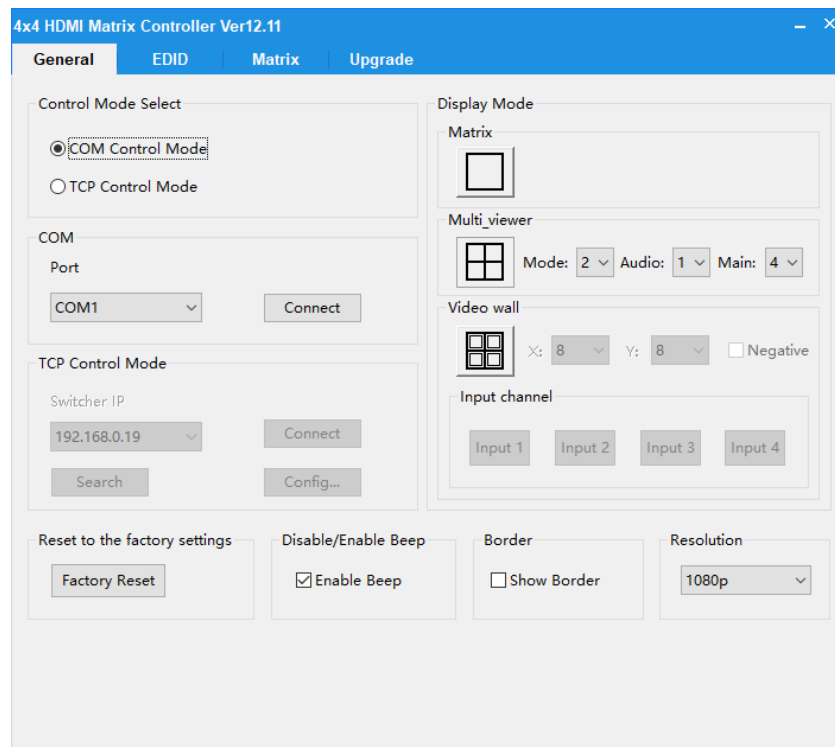 4x4 HDMI Matrix Controller Ver12.11
General EDID Matrix Upgrade
Control Mode Select
COM Control Mode
TCP Control Mode
COM
Port
COM1 Connect
TCP Control Mode
Switcher IP
192.168.0.19 Connect
Search Config...
Display Mode
Matrix
Multi_viewer
Mode: 2 Audio: 1 Main: 4
Video wall
X: 8 Y: 8 Negative
Input channel
Input 1 Input 2 Input 3 Input 4
Reset to the factory settings
Factory Reset
Disable/Enable Beep
Enable Beep
Border
Show Border
Resolution
1080p